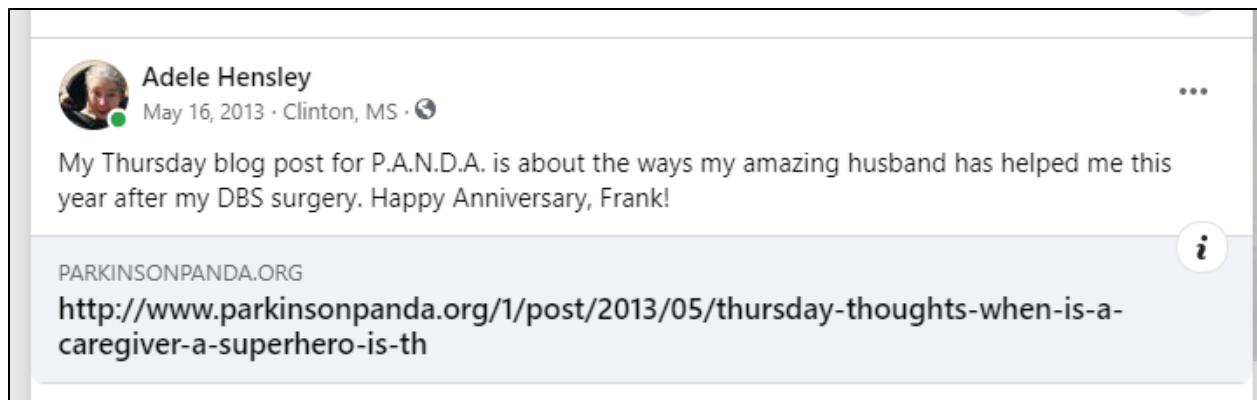 Adele Hensley
May 16, 2013 · Clinton, MS ·
My Thursday blog post for P.A.N.D.A. is about the ways my amazing husband has helped me this
year after my DBS surgery. Happy Anniversary, Frank!
i
PARKINSONPANDA.ORG
http://www.parkinsonpanda.org/1/post/2013/05/thursday-thoughts-when-is-a-
caregiver-a-superhero-is-th